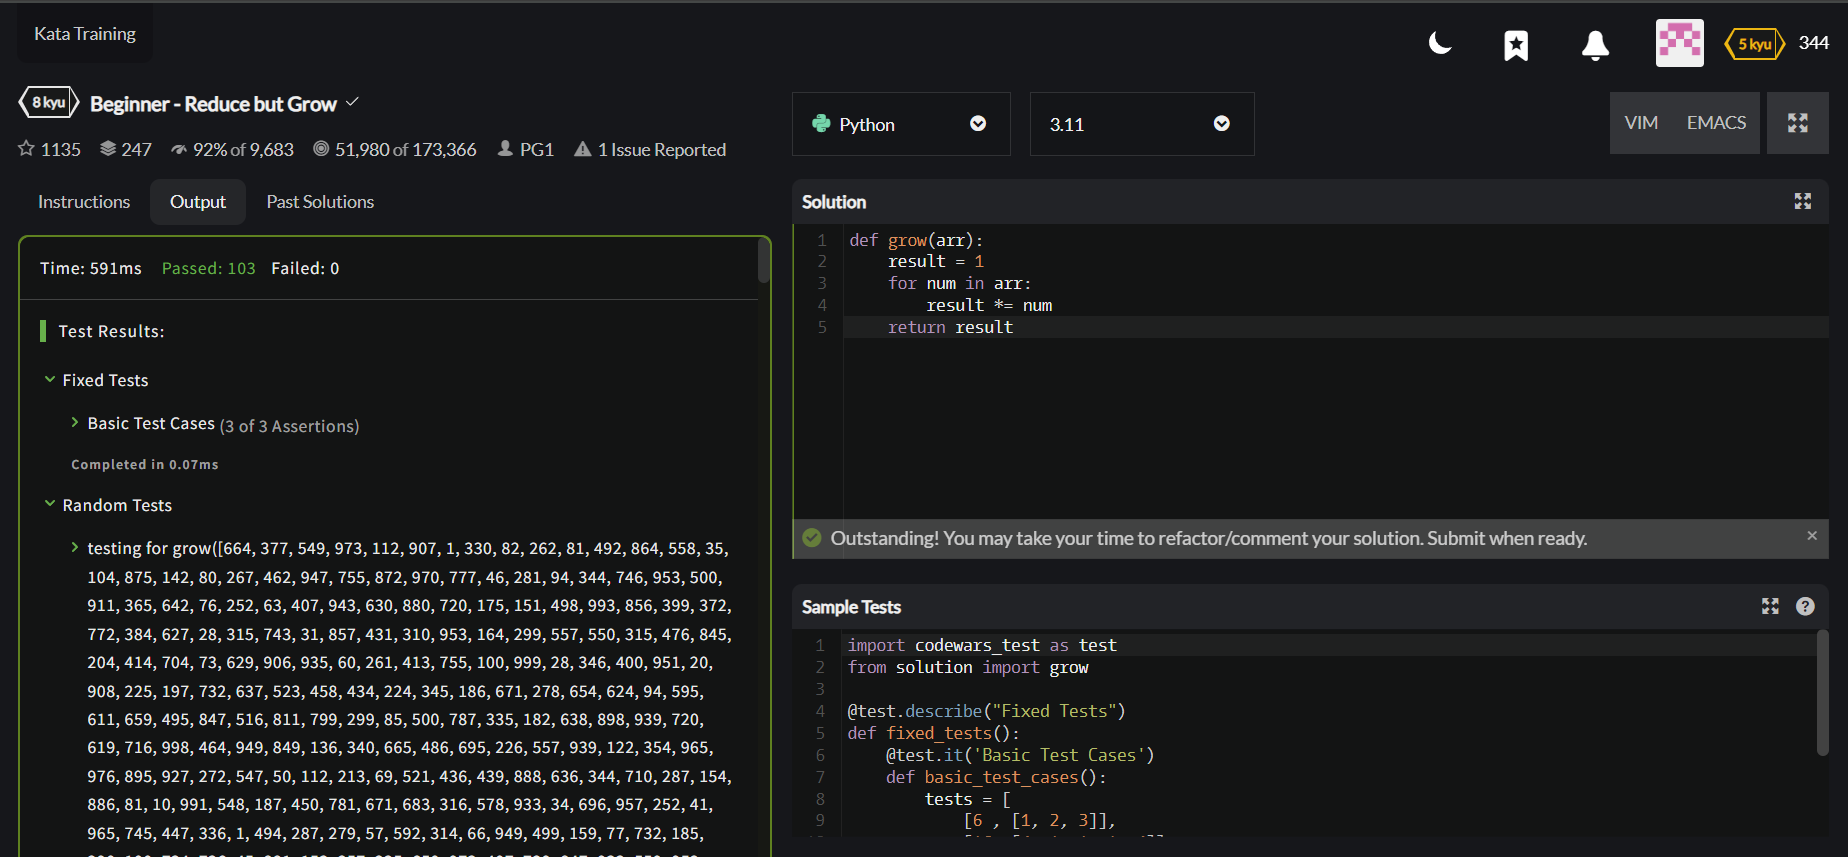 Kata Training
5 kyu 344
8 kyu Beginner - Reduce but Grow
1135 247 92% of 9,683 51,980 of 173,366 PG1 1 Issue Reported
Instructions Output Past Solutions
Time: 591ms Passed: 103 Failed: 0
Test Results:
Fixed Tests
Basic Test Cases (3 of 3 Assertions)
Completed in 0.07ms
Random Tests
testing for grow([664, 377, 549, 973, 112, 907, 1, 330, 82, 262, 81, 492, 864, 558, 35,
104, 875, 142, 80, 267, 462, 947, 755, 872, 970, 777, 46, 281, 94, 344, 746, 953, 500,
911, 365, 642, 76, 252, 63, 407, 943, 630, 880, 720, 175, 151, 498, 993, 856, 399, 372,
772, 384, 627, 28, 315, 743, 31, 857, 431, 310, 953, 164, 299, 557, 550, 315, 476, 845,
204, 414, 704, 73, 629, 906, 935, 60, 261, 413, 755, 100, 999, 28, 346, 400, 951, 20,
908, 225, 197, 732, 637, 523, 458, 434, 224, 345, 186, 671, 278, 654, 624, 94, 595,
611, 659, 495, 847, 516, 811, 799, 299, 85, 500, 787, 335, 182, 638, 898, 939, 720,
619, 716, 998, 464, 949, 849, 136, 340, 665, 486, 695, 226, 557, 939, 122, 354, 965,
976, 895, 927, 272, 547, 50, 112, 213, 69, 521, 436, 439, 888, 636, 344, 710, 287, 154,
886, 81, 10, 991, 548, 187, 450, 781, 671, 683, 316, 578, 933, 34, 696, 957, 252, 41,
965, 745, 447, 336, 1, 494, 287, 279, 57, 592, 314, 66, 949, 499, 159, 77, 732, 185,
Python 3.11 VIM EMACS
Solution
1 def grow(arr):
2 result = 1
3 for num in arr:
4 result *= num
5 return result
Outstanding! You may take your time to refactor/comment your solution. Submit when ready. ×
Sample Tests ?
1 import codewars_test as test
2 from solution import grow
3
4 @test.describe("Fixed Tests")
5 def fixed_tests():
6 @test.it('Basic Test Cases')
7 def basic_test_cases():
8 tests = [
9 [6 , [1, 2, 3]],